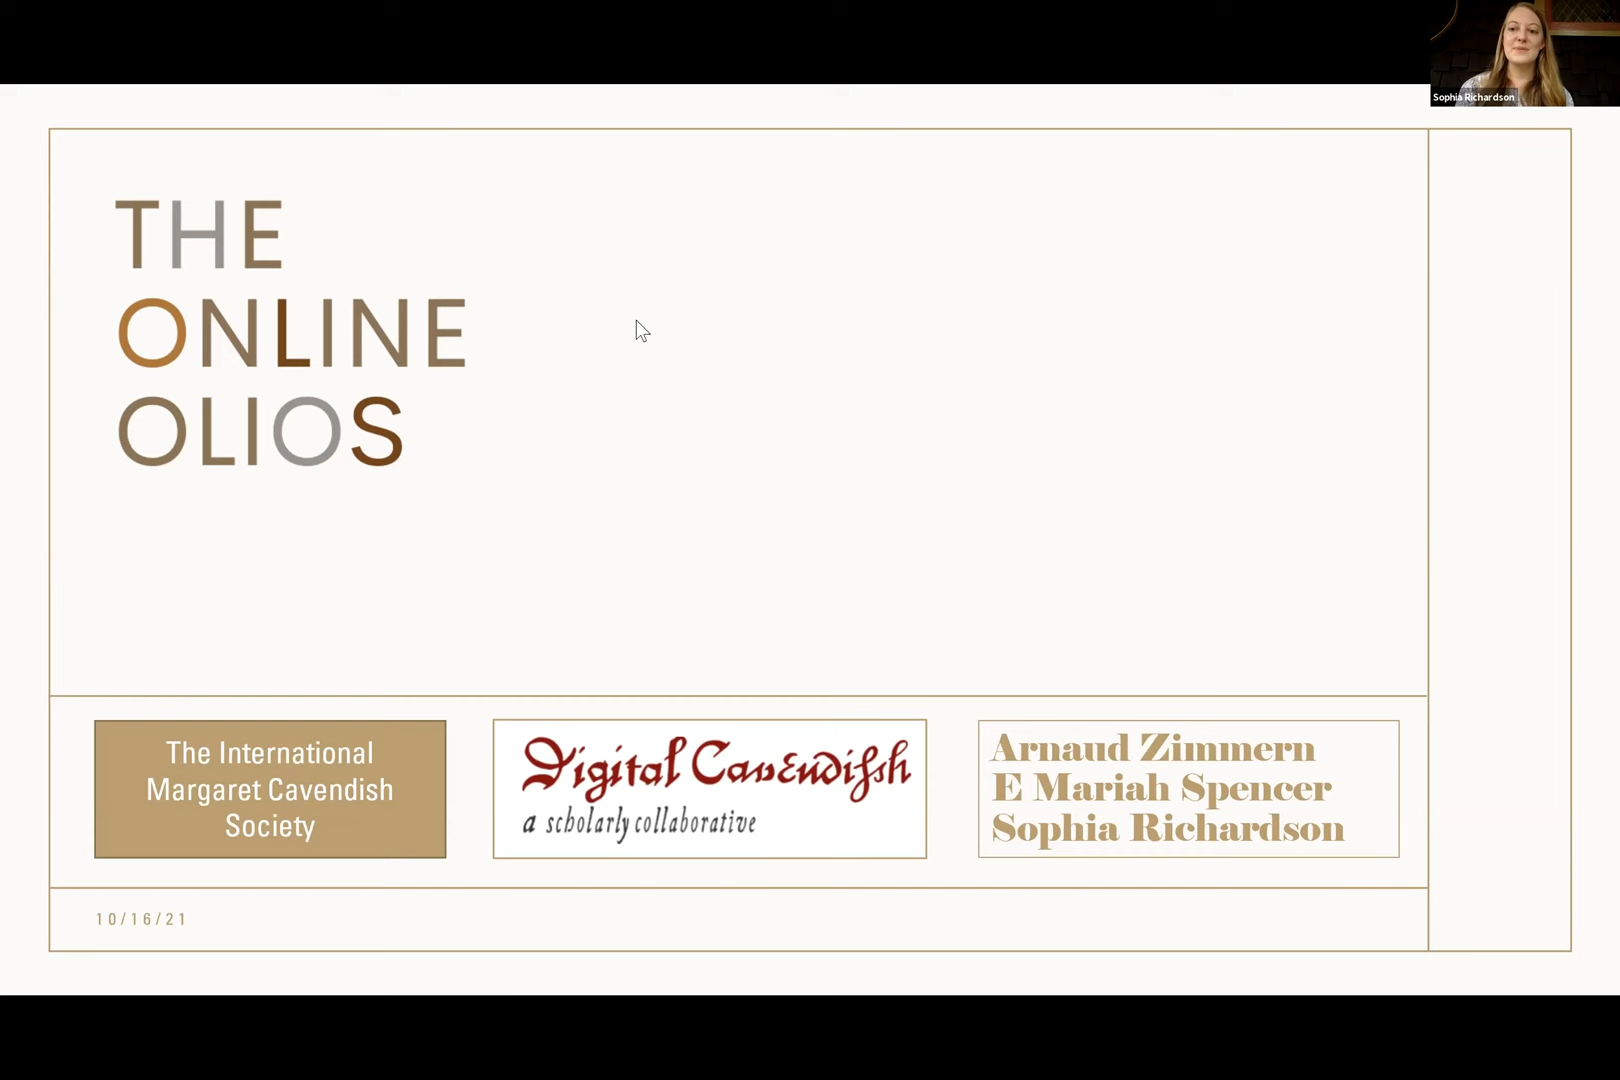 Sophia Richardson
THE
ONLINE
OLIOS
The International
Margaret Cavendish
Society
Digital Cavendish
a scholarly collaborative
Arnaud Zimmern
E Mariah Spencer
Sophia Richardson
10/16/21